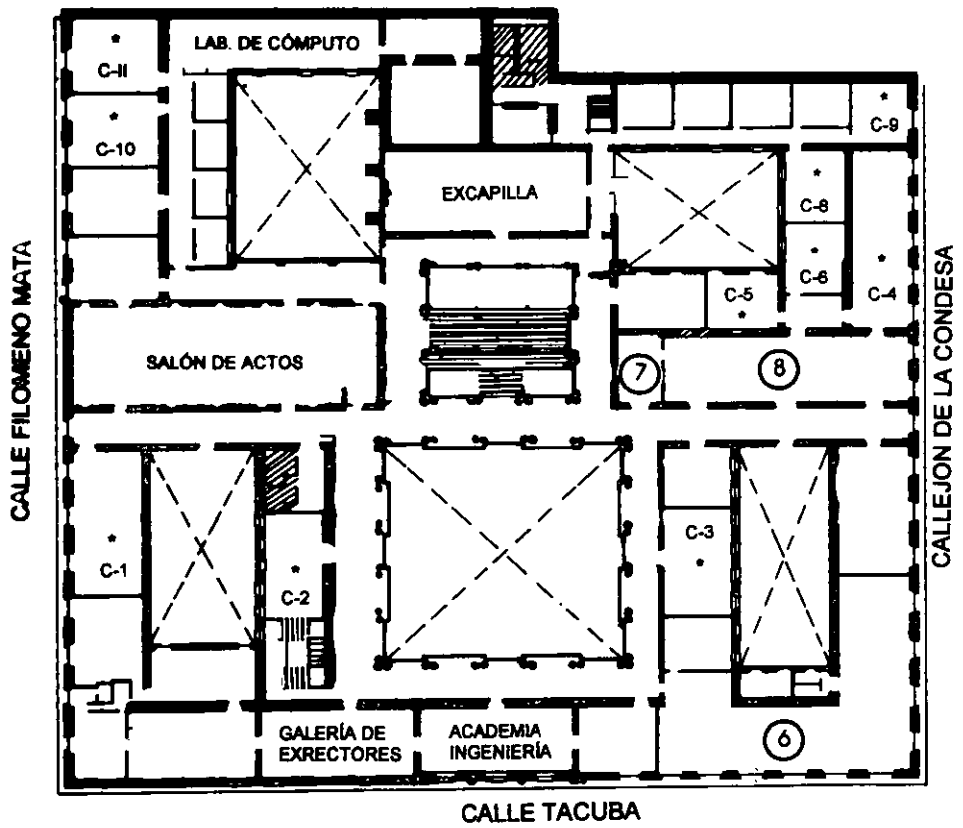 LAB. DE CÓMPUTO
*
C-II
*
C-10
*
C-9
EXCAPILLA
*
C-8
*
C-6
*
C-4
C-5
*
CALLE FILOMENO MATA
SALÓN DE ACTOS
7
8
CALLEJON DE LA CONDESA
*
C-1
*
C-2
C-3
*
GALERÍA DE
EXRECTORES
ACADEMIA
INGENIERÍA
6
CALLE TACUBA